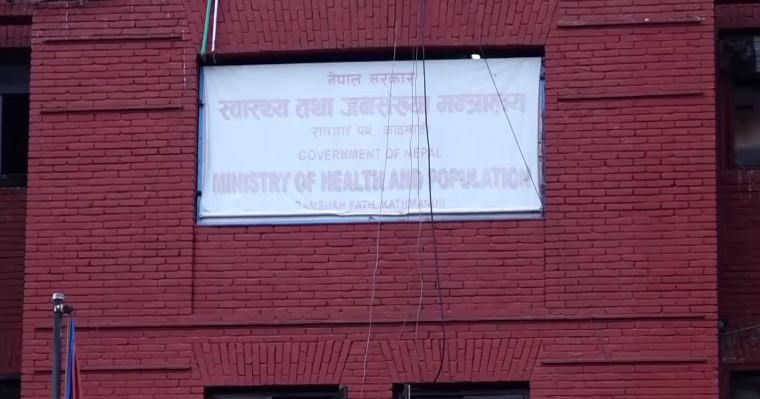 नेपाल सरकार
स्वास्थ्य तथा जनसंख्या मन्त्रालय
रामशाह पथ, काठमाडौं
GOVERNMENT OF NEPAL
MINISTRY OF HEALTH AND POPULATION
RAMSHAH PATH, KATHMANDU